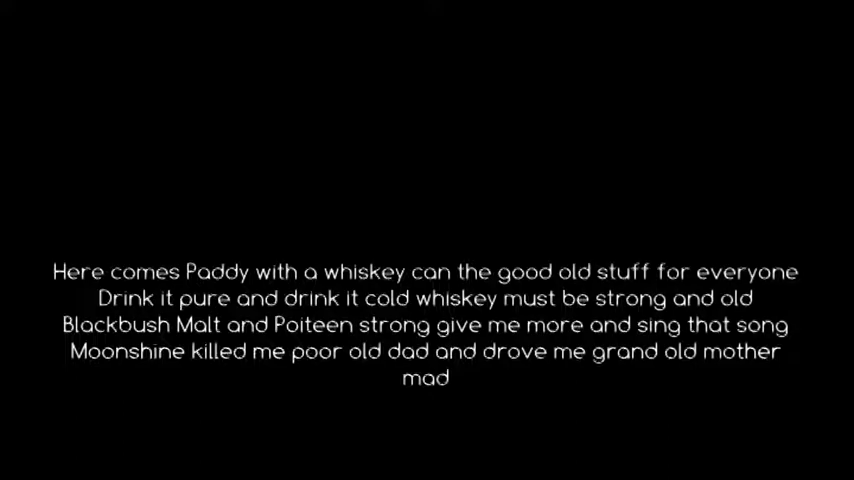 Here comes Paddy with a whiskey can the good old stuff for everyone
Drink it pure and drink it cold whiskey must be strong and old
Blackbush Malt and Poiteen strong give me more and sing that song
Moonshine killed me poor old dad and drove me grand old mother
mad